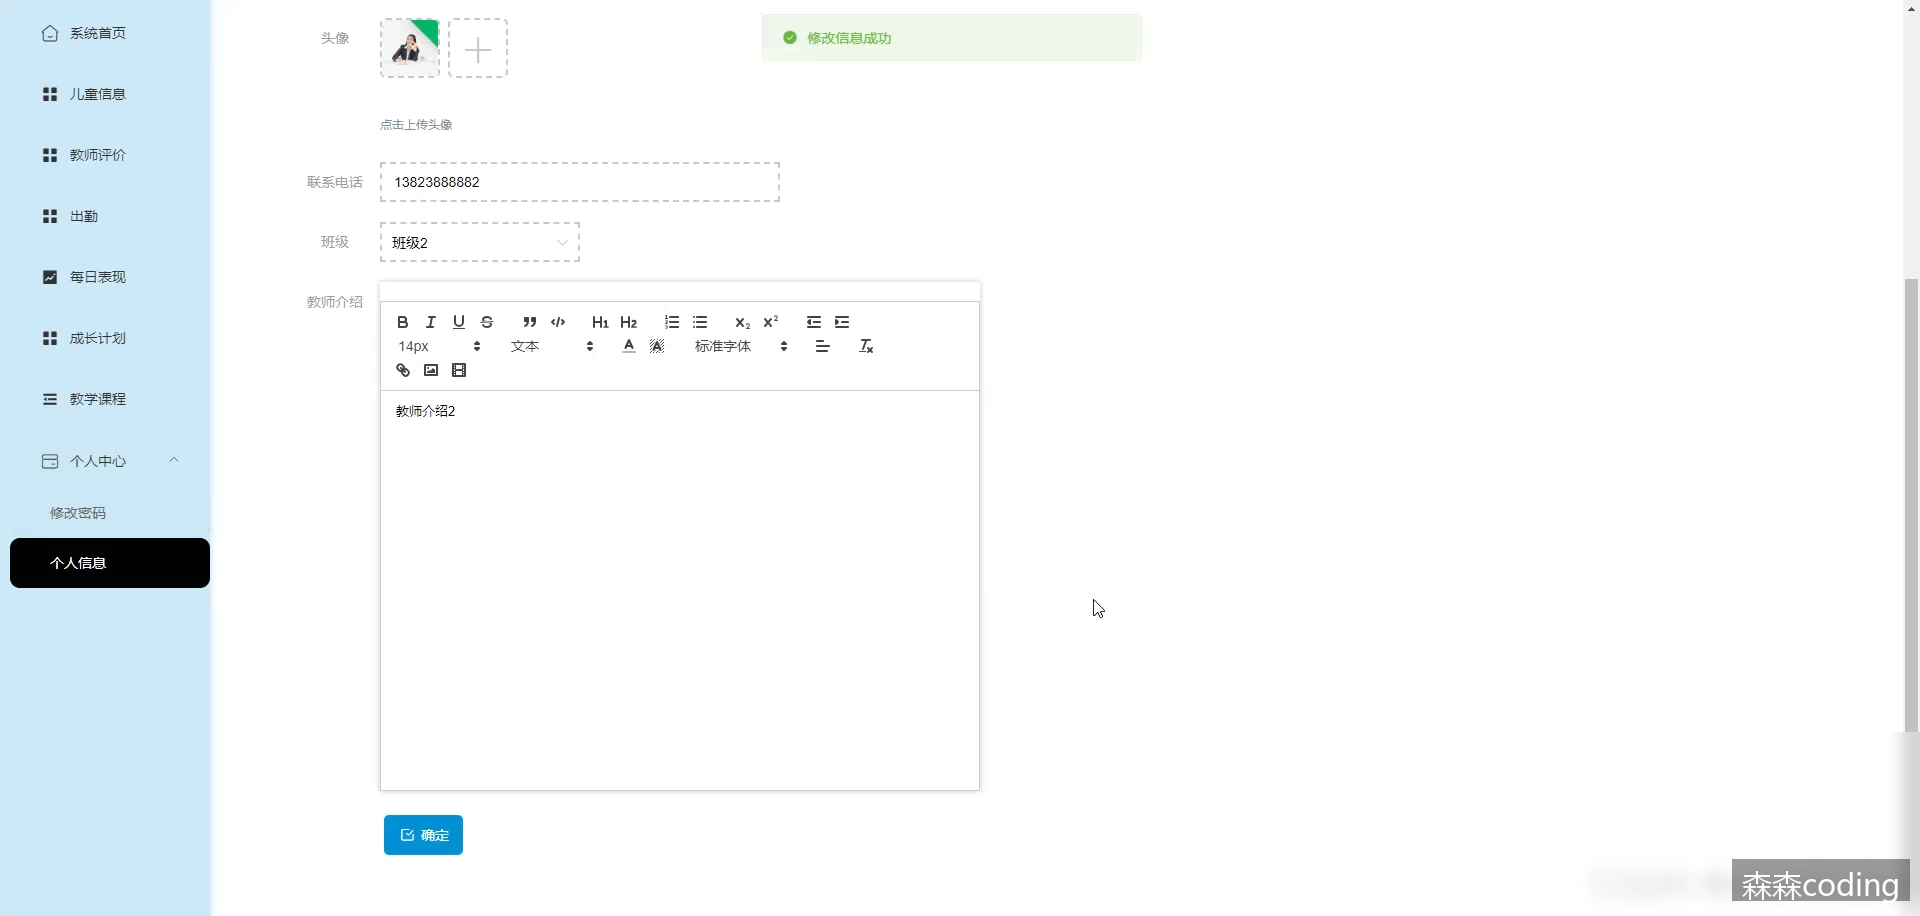 系统首页
儿童信息
教师评价
出勤
每日表现
成长计划
教学课程
个人中心
修改密码
个人信息
头像
修改信息成功
点击上传头像
联系电话
13823888882
班级
班级2
教师介绍
B I U S H1 H2 X2 X2
14px 文本 A A 标准字体 Tx
教师介绍2
确定
森森coding